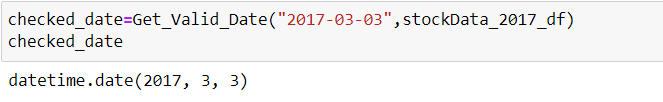 checked_date=Get_Valid_Date("2017-03-03",stockData_2017_df)
checked_date
datetime.date(2017, 3, 3)